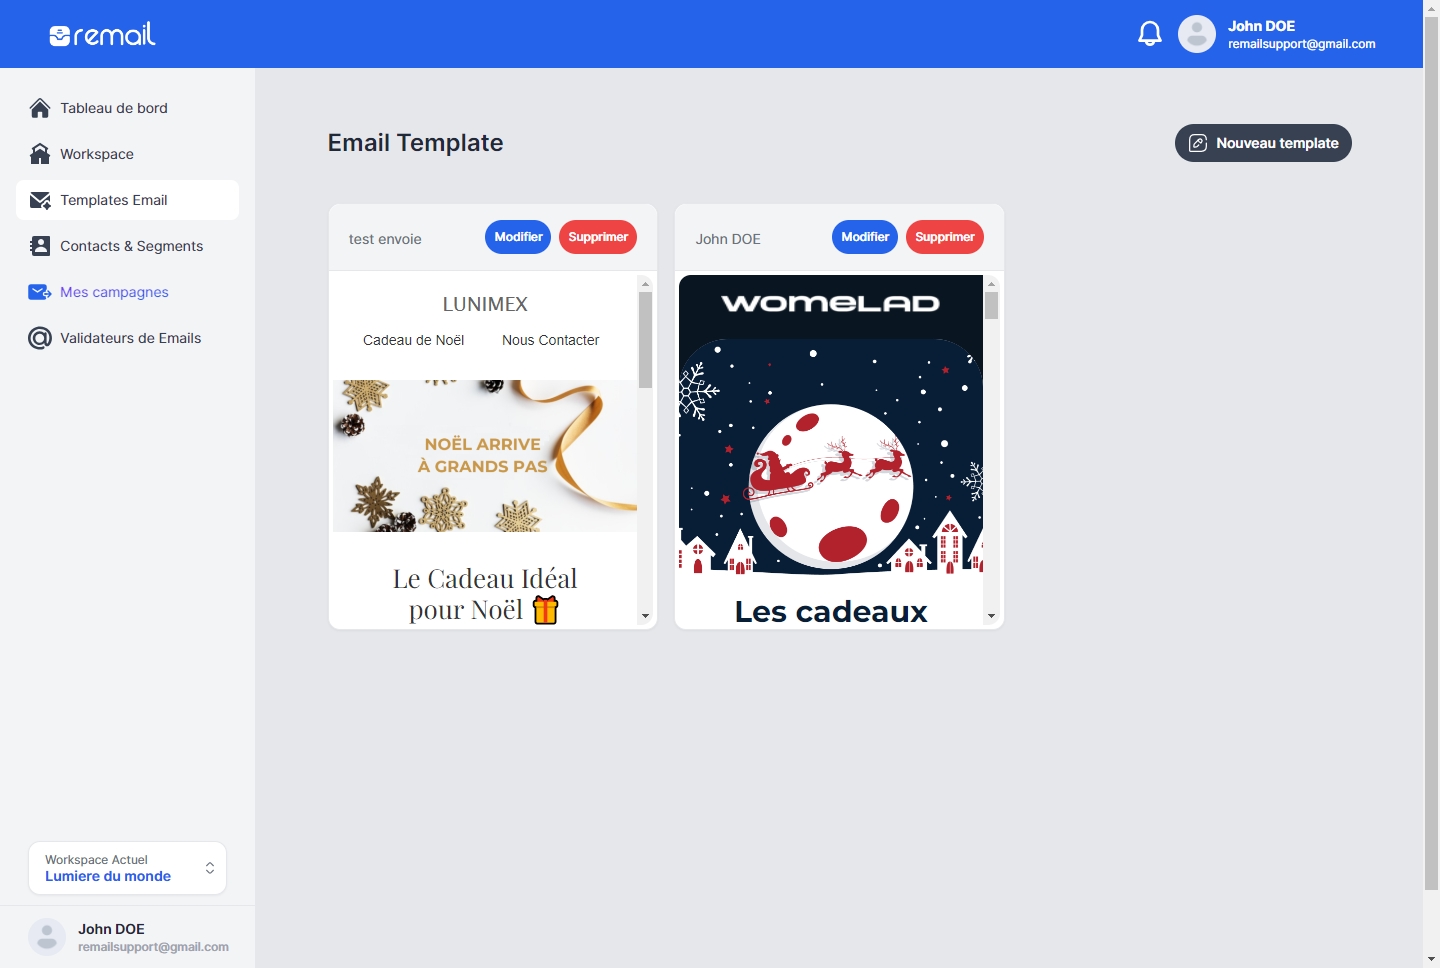 remail
John DOE
remailsupport@gmail.com
Tableau de bord
Workspace
Templates Email
Contacts & Segments
Mes campagnes
Validateurs de Emails
Workspace Actuel
Lumiere du monde
John DOE
remailsupport@gmail.com
Email Template
Nouveau template
test envoie
Modifier
Supprimer
LUNIMEX
Cadeau de Noël
Nous Contacter
NOËL ARRIVE
À GRANDS PAS
Le Cadeau Idéal
pour Noël 🎁
John DOE
Modifier
Supprimer
WOMELAD
Les cadeaux